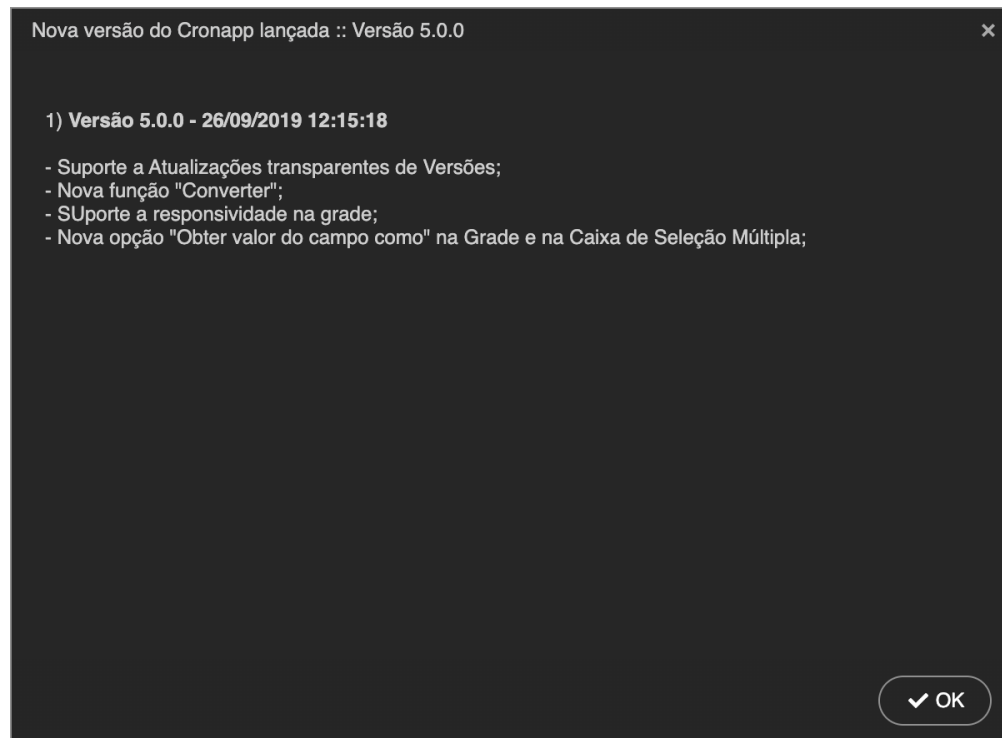 Nova versão do Cronapp lançada :: Versão 5.0.0
1) Versão 5.0.0 - 26/09/2019 12:15:18
- Suporte a Atualizações transparentes de Versões;
- Nova função "Converter";
- SUporte a responsividade na grade;
- Nova opção "Obter valor do campo como" na Grade e na Caixa de Seleção Múltipla;
OK